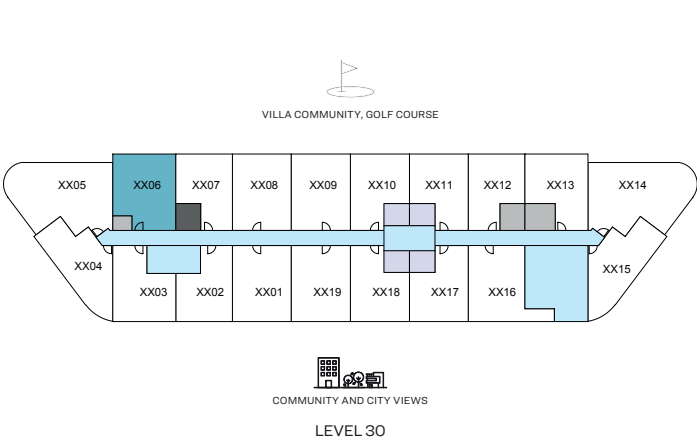 VILLA COMMUNITY, GOLF COURSE
XX05
XX06
XX07
XX08
XX09
XX10
XX11
XX12
XX13
XX14
XX04
XX03
XX02
XX01
XX19
XX18
XX17
XX16
XX15
COMMUNITY AND CITY VIEWS
LEVEL 30